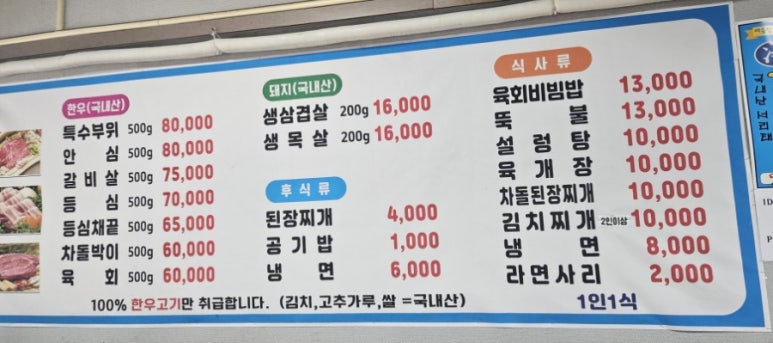 한우(국내산)
특수부위 500g 80,000
안 심 500g 80,000
갈비살 500g 75,000
등 심 500g 70,000
등심채끝 500g 65,000
차돌박이 500g 60,000
육 회 500g 60,000
돼지(국내산)
생삼겹살 200g 16,000
생목살 200g 16,000
후식류
된장찌개 4,000
공기밥 1,000
냉 면 6,000
식사류
육회비빔밥 13,000
뚝 불 13,000
설렁탕 10,000
육개장 10,000
차돌된장찌개 10,000
김치찌개 2인이상 10,000
냉 면 8,000
라면사리 2,000
100% 한우고기만 취급합니다. (김치,고추가루,쌀 =국내산)
1인1식